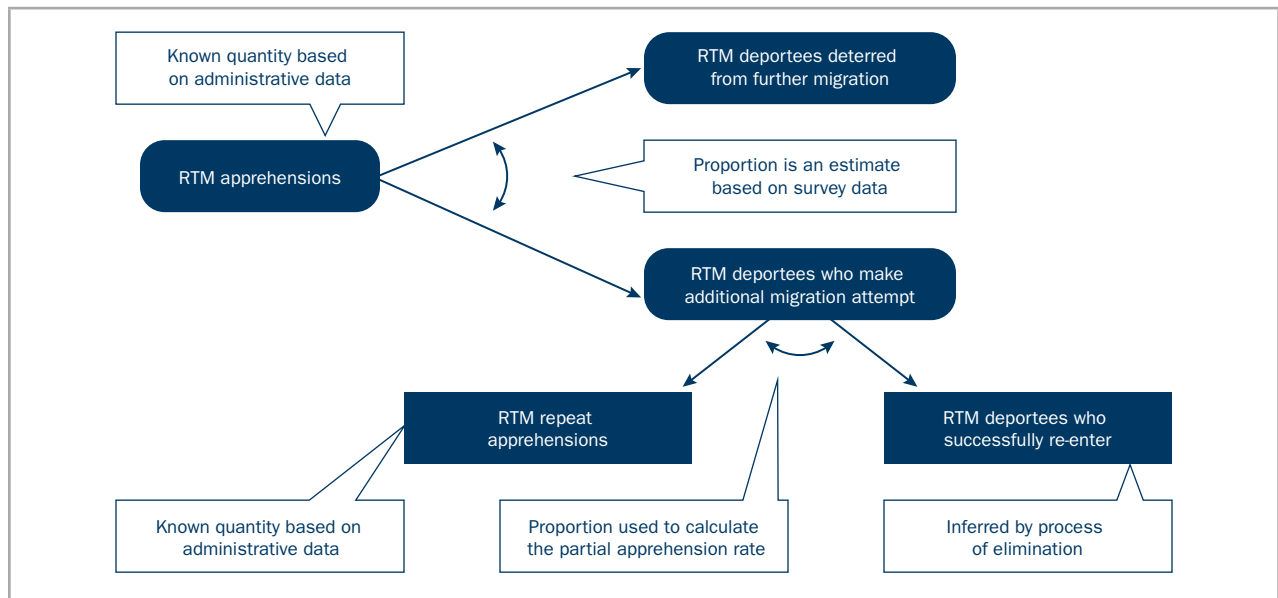 Known quantity based
on administrative data
RTM deportees deterred
from further migration
RTM apprehensions
Proportion is an estimate
based on survey data
RTM deportees who make
additional migration attempt
RTM repeat
apprehensions
RTM deportees who
successfully re-enter
Known quantity based on
administrative data
Proportion used to calculate
the partial apprehension rate
Inferred by process
of elimination